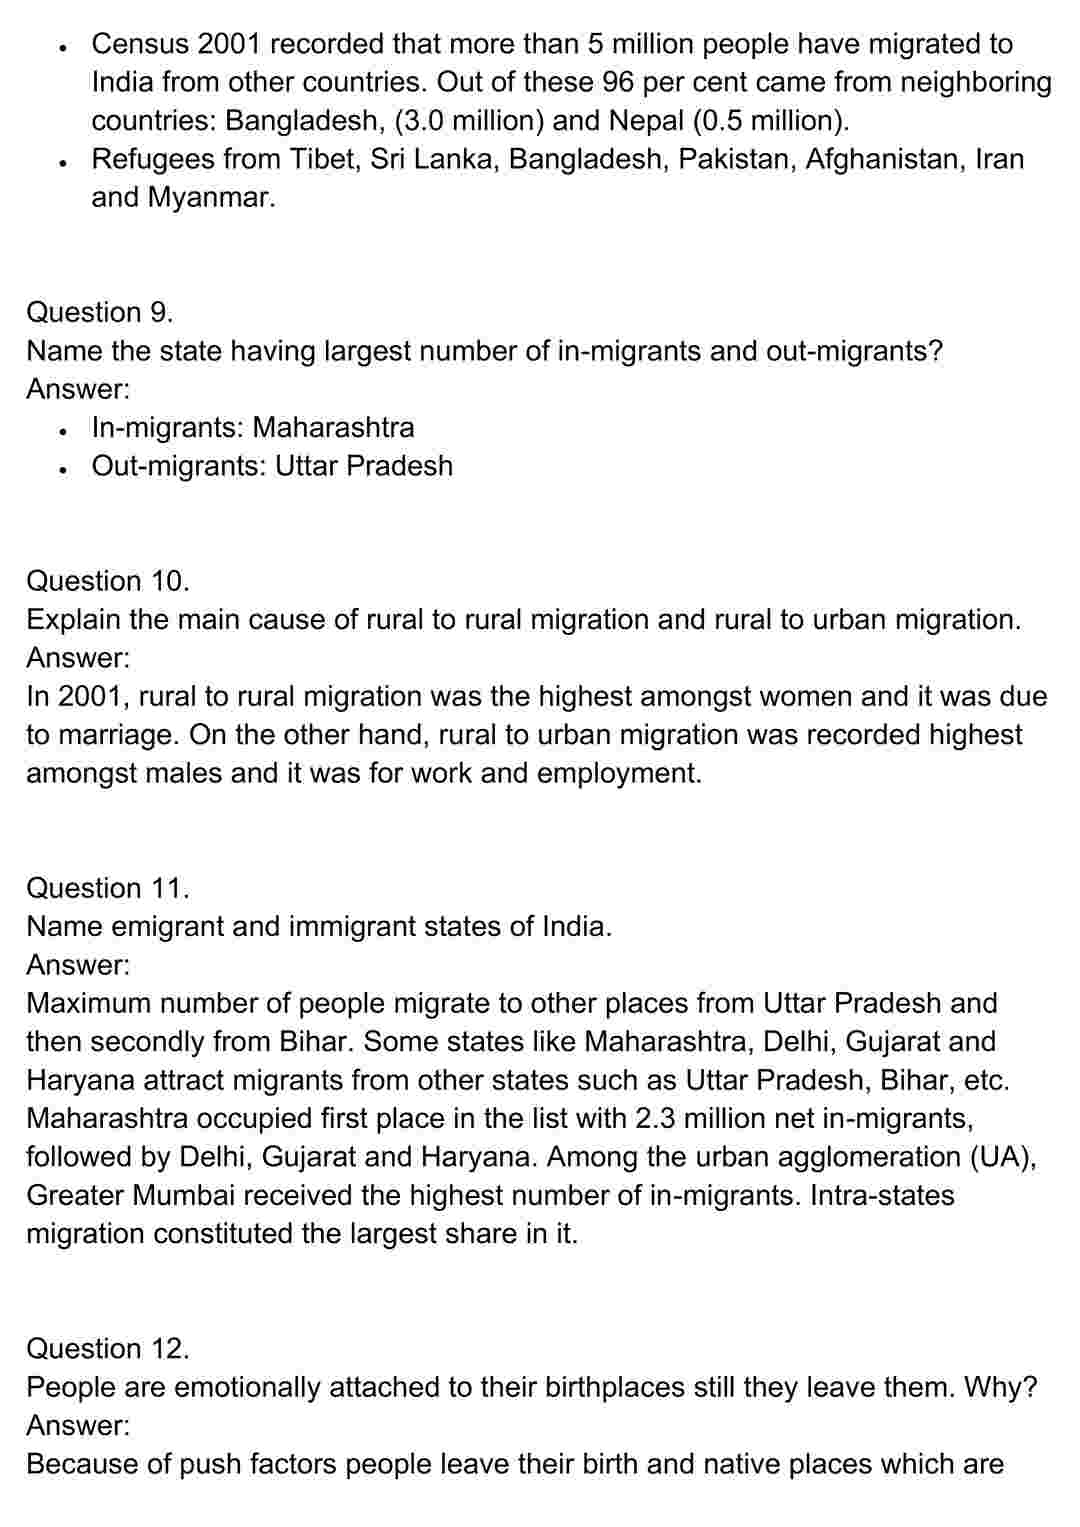 • Census 2001 recorded that more than 5 million people have migrated to
India from other countries. Out of these 96 per cent came from neighboring
countries: Bangladesh, (3.0 million) and Nepal (0.5 million).
• Refugees from Tibet, Sri Lanka, Bangladesh, Pakistan, Afghanistan, Iran
and Myanmar.
Question 9.
Name the state having largest number of in-migrants and out-migrants?
Answer:
• In-migrants: Maharashtra
• Out-migrants: Uttar Pradesh
Question 10.
Explain the main cause of rural to rural migration and rural to urban migration.
Answer:
In 2001, rural to rural migration was the highest amongst women and it was due
to marriage. On the other hand, rural to urban migration was recorded highest
amongst males and it was for work and employment.
Question 11.
Name emigrant and immigrant states of India.
Answer:
Maximum number of people migrate to other places from Uttar Pradesh and
then secondly from Bihar. Some states like Maharashtra, Delhi, Gujarat and
Haryana attract migrants from other states such as Uttar Pradesh, Bihar, etc.
Maharashtra occupied first place in the list with 2.3 million net in-migrants,
followed by Delhi, Gujarat and Haryana. Among the urban agglomeration (UA),
Greater Mumbai received the highest number of in-migrants. Intra-states
migration constituted the largest share in it.
Question 12.
People are emotionally attached to their birthplaces still they leave them. Why?
Answer:
Because of push factors people leave their birth and native places which are